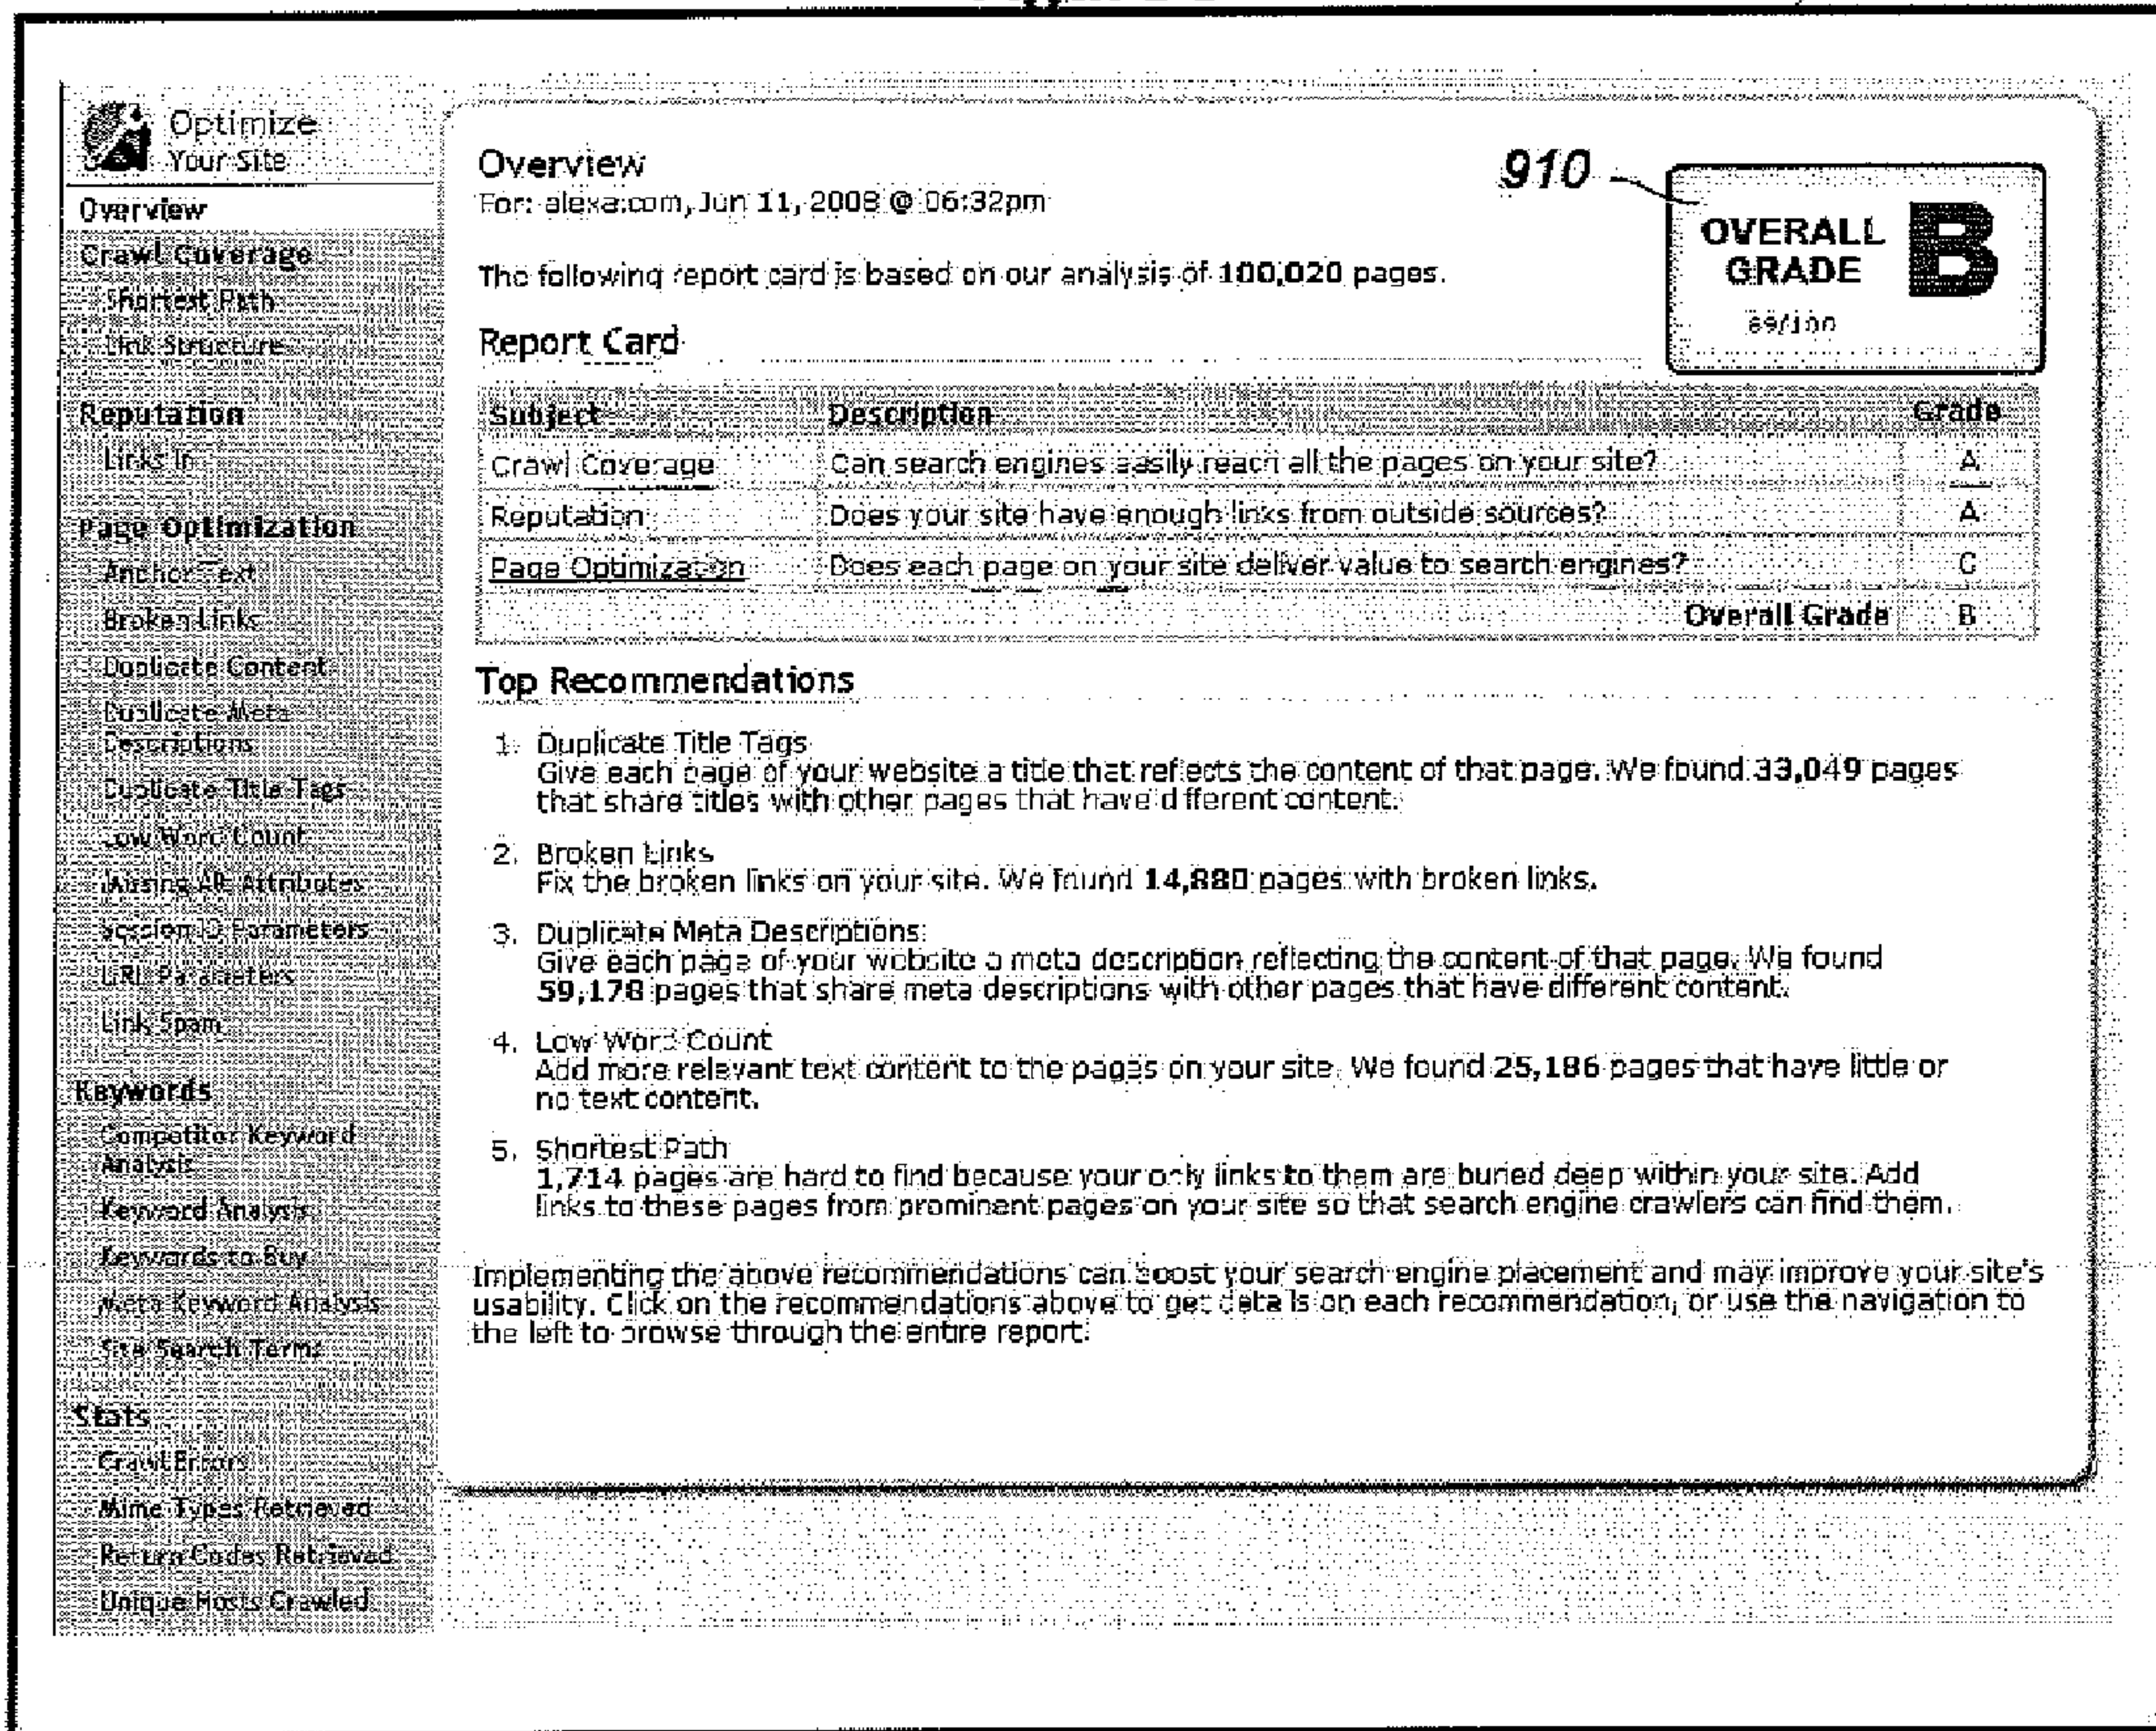 Optimize
Your Site
Overview
Crawl Coverage
Shortest Path
Link Structure
Reputation
Links In
Page Optimization
Anchor Text
Broken Links
Duplicate Content
Duplicate Meta
Descriptions
Duplicate Title Tags
Low Word Count
Missing Alt Attributes
Session ID Parameters
URL Parameters
Link Spam
Keywords
Competitor Keyword
Analysis
Keyword Analysis
Keywords to Buy
Meta Keyword Analysis
Site Search Terms
Stats
Crawl Errors
Mime Types Retrieved
Return Codes Retrieved
Unique Hosts Crawled
Overview
For: alexa.com, Jun 11, 2008 @ 06:32pm
910
OVERALL
GRADE
B
89/100
The following report card is based on our analysis of 100,020 pages.
Report Card
Subject Description Grade
Crawl Coverage Can search engines easily reach all the pages on your site? A
Reputation Does your site have enough links from outside sources? A
Page Optimization Does each page on your site deliver value to search engines? C
Overall Grade B
Top Recommendations
1. Duplicate Title Tags
Give each page of your website a title that reflects the content of that page. We found 33,049 pages
that share titles with other pages that have different content.
2. Broken Links
Fix the broken links on your site. We found 14,880 pages with broken links.
3. Duplicate Meta Descriptions
Give each page of your website a meta description reflecting the content of that page. We found
59,178 pages that share meta descriptions with other pages that have different content.
4. Low Word Count
Add more relevant text content to the pages on your site. We found 25,186 pages that have little or
no text content.
5. Shortest Path
1,714 pages are hard to find because your only links to them are buried deep within your site. Add
links to these pages from prominent pages on your site so that search engine crawlers can find them.
Implementing the above recommendations can boost your search engine placement and may improve your site's
usability. Click on the recommendations above to get details on each recommendation, or use the navigation to
the left to browse through the entire report.